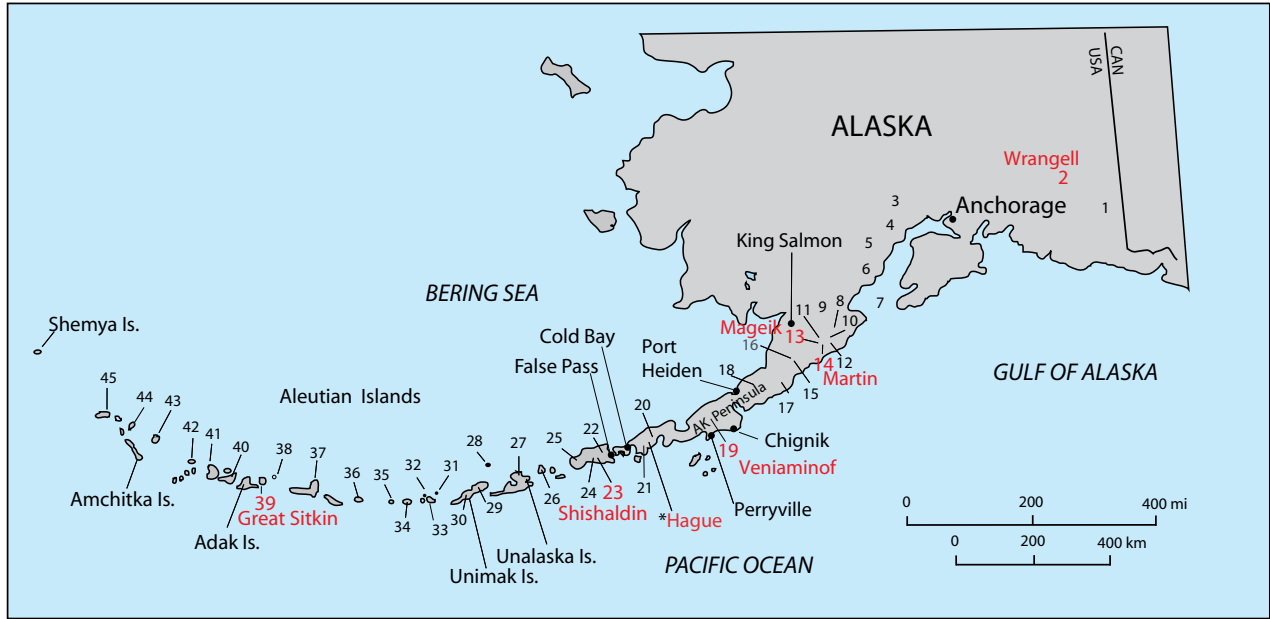 CAN
USA
ALASKA
Wrangell
2
1
3
Anchorage
4
King Salmon
5
6
BERING SEA
7
11
9
8
10
Shemya Is.
Cold Bay
Mageik
13
16
12
Port
Heiden
False Pass
14
Martin
GULF OF ALASKA
18
15
17
45
44
43
Aleutian Islands
20
AK Peninsula
Chignik
42
41
40
38
37
28
27
25
22
19
Veniaminof
36
35
32
31
26
24
23
21
Amchitka Is.
39
Great Sitkin
34
33
30
29
Shishaldin
*Hague
Perryville
0
400 mi
Adak Is.
Unalaska Is.
Unimak Is.
PACIFIC OCEAN
0
400 km